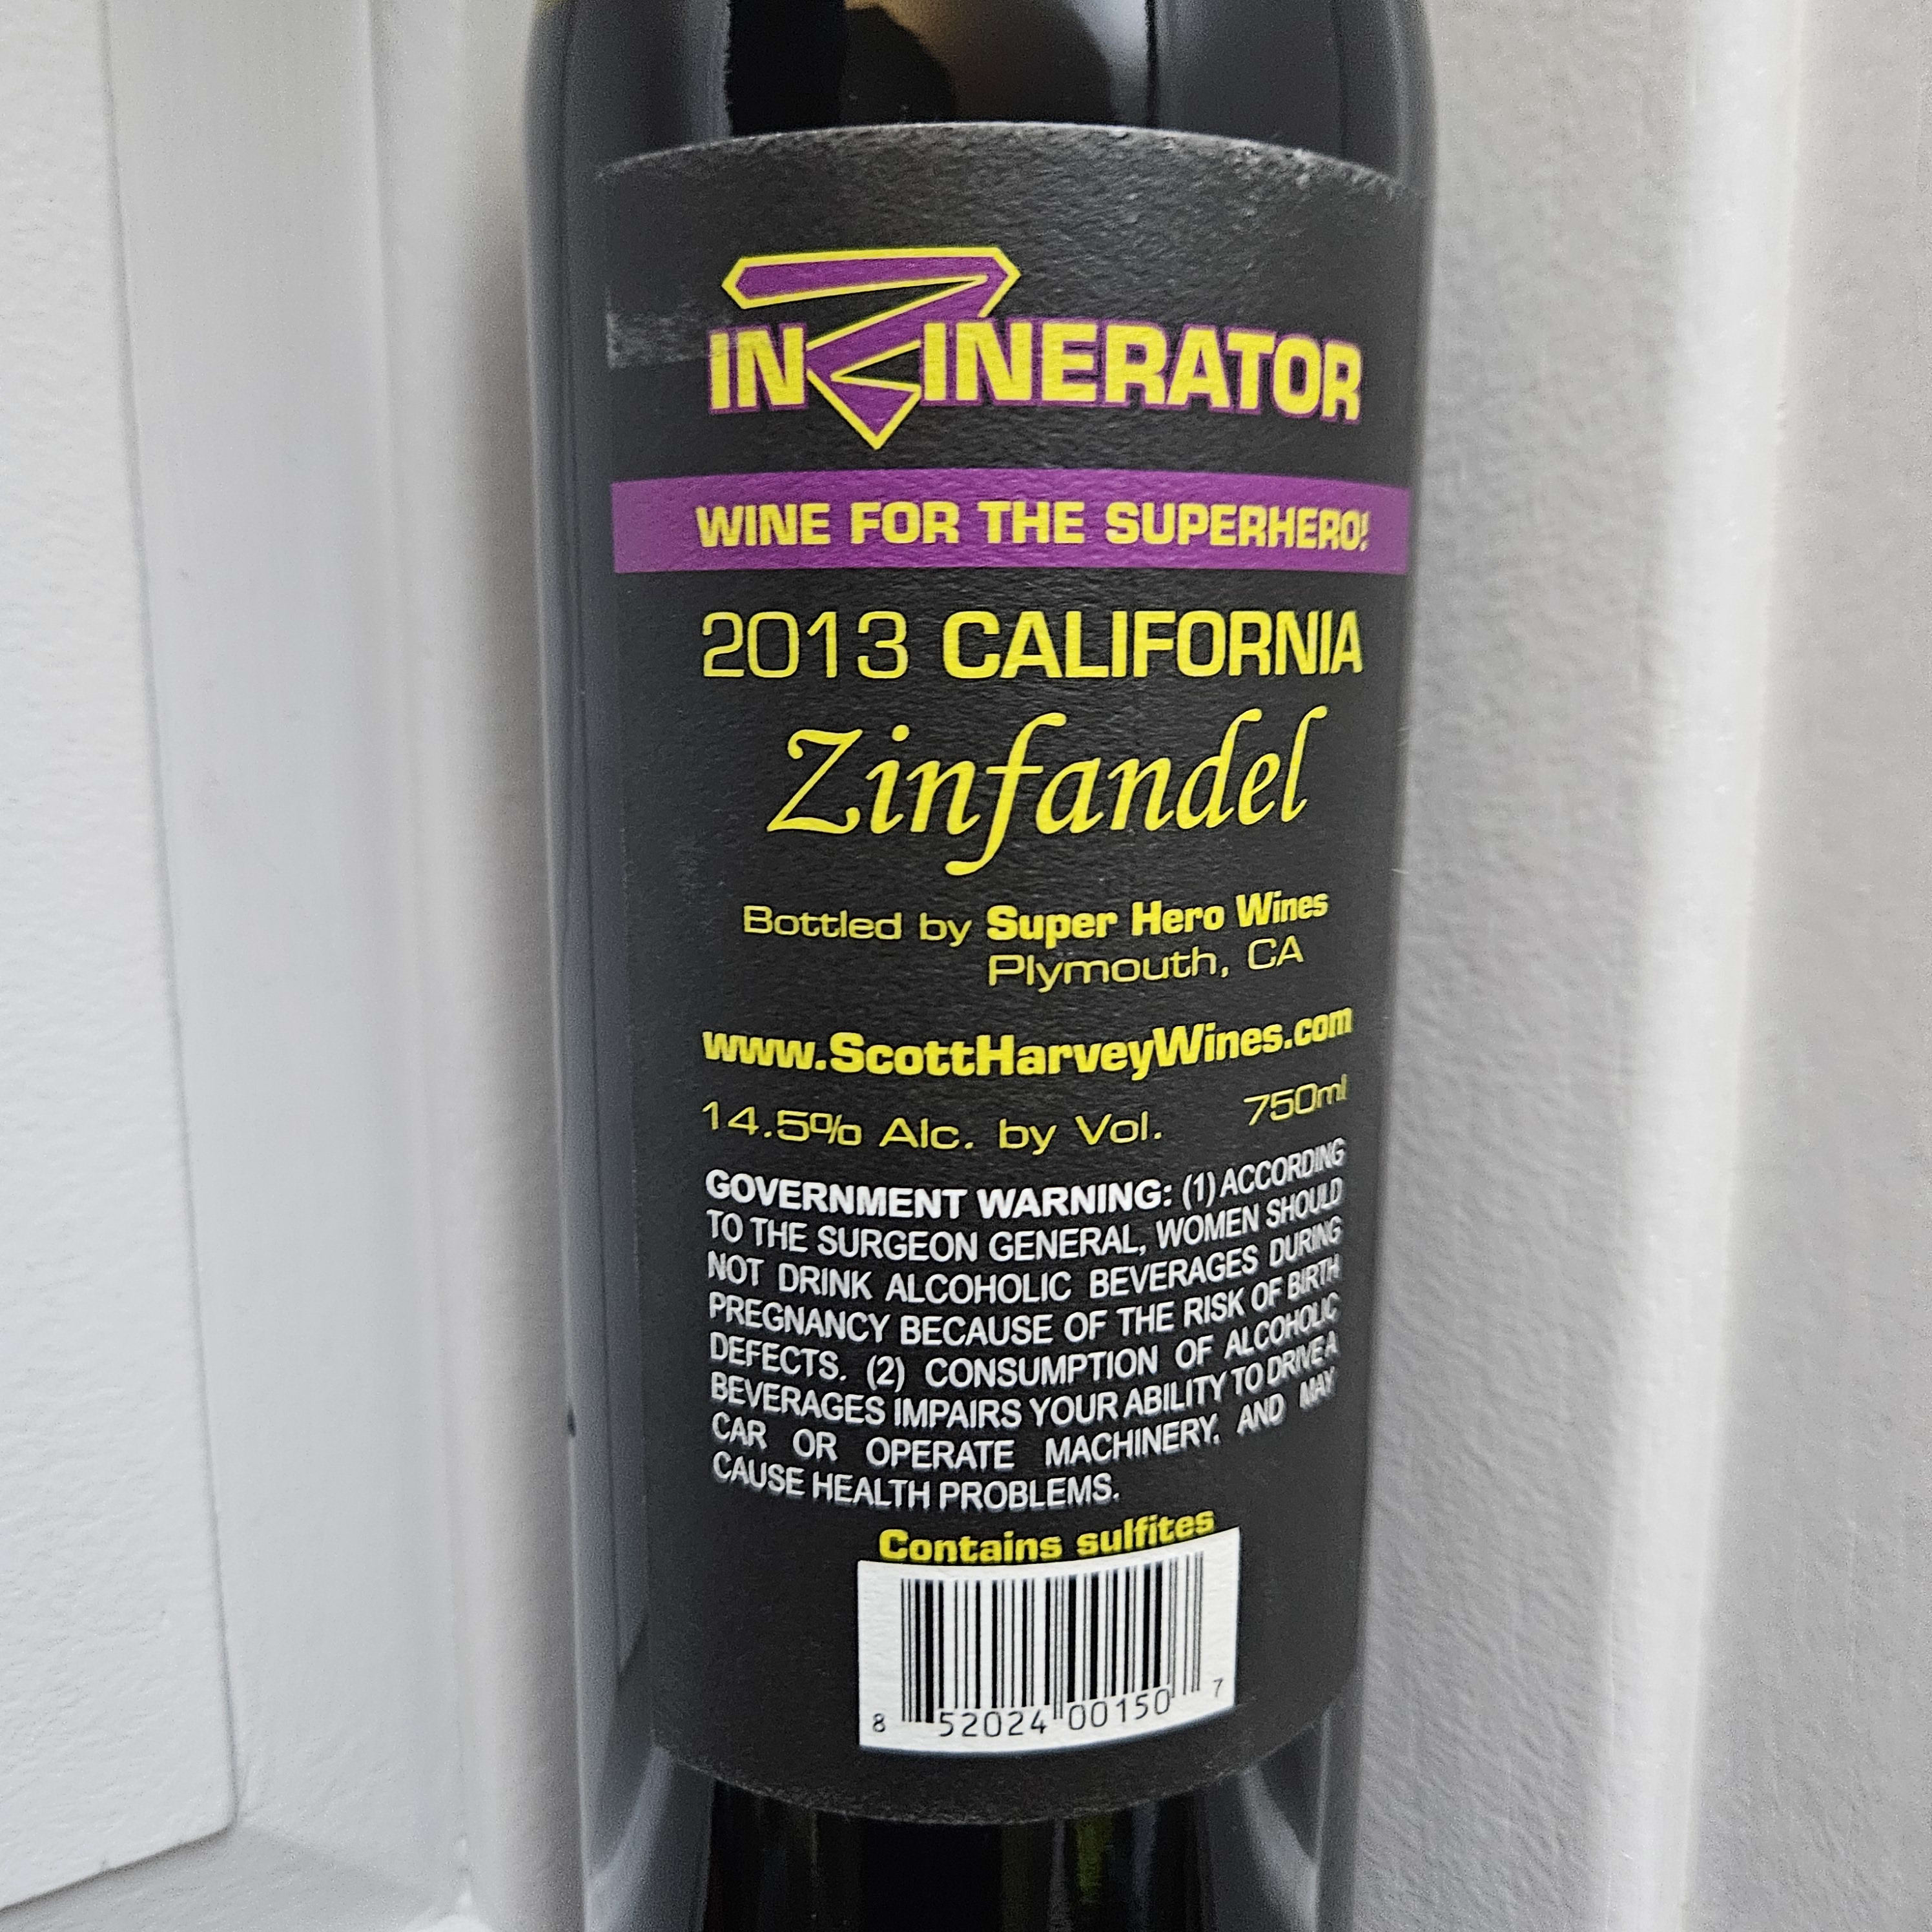 INZINERATOR
WINE FOR THE SUPERHERO!
2013 CALIFORNIA
Zinfandel
Bottled by Super Hero Wines
Plymouth, CA
www.ScottHarveyWines.com
14.5% Alc. by Vol. 750ml
GOVERNMENT WARNING: (1) ACCORDING
TO THE SURGEON GENERAL, WOMEN SHOULD
NOT DRINK ALCOHOLIC BEVERAGES DURING
PREGNANCY BECAUSE OF THE RISK OF BIRTH
DEFECTS. (2) CONSUMPTION OF ALCOHOLIC
BEVERAGES IMPAIRS YOUR ABILITY TO DRIVE A
CAR OR OPERATE MACHINERY, AND MAY
CAUSE HEALTH PROBLEMS.
Contains sulfites
8 52024 00150 7